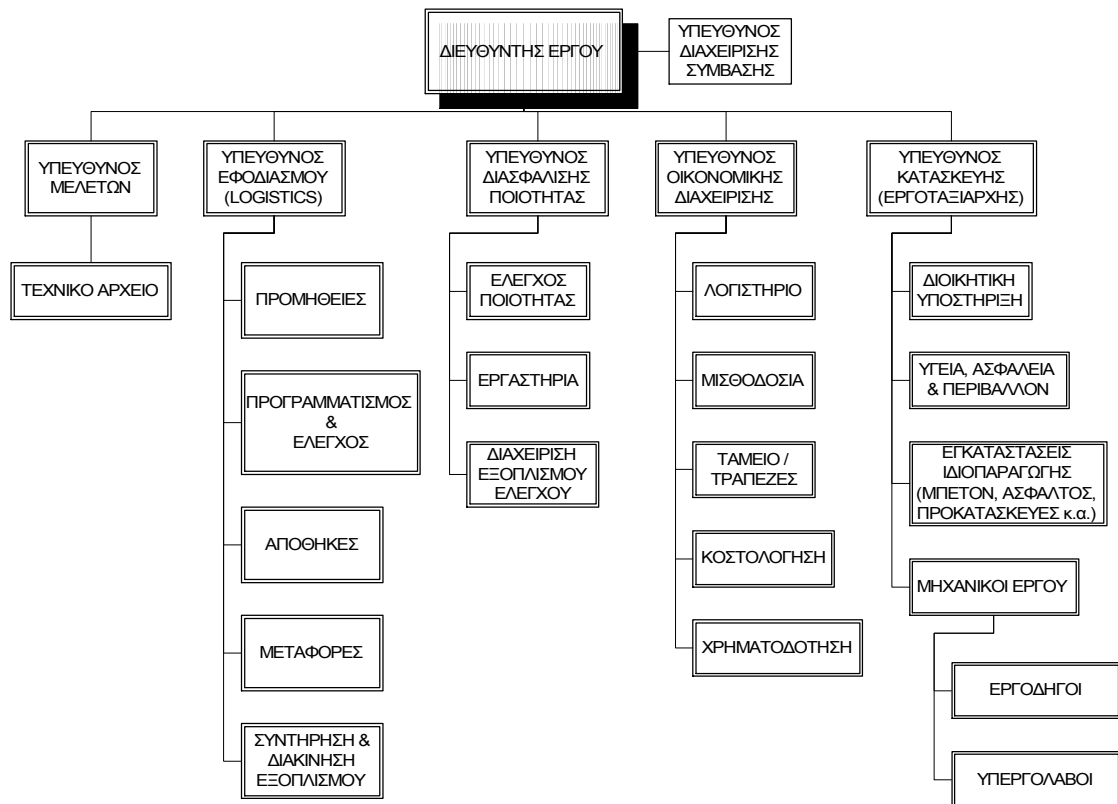 ΔΙΕΥΘΥΝΤΗΣ ΕΡΓΟΥ
ΥΠΕΥΘΥΝΟΣ
ΔΙΑΧΕΙΡΙΣΗΣ
ΣΥΜΒΑΣΗΣ
ΥΠΕΥΘΥΝΟΣ
ΜΕΛΕΤΩΝ
ΤΕΧΝΙΚΟ ΑΡΧΕΙΟ
ΥΠΕΥΘΥΝΟΣ
ΕΦΟΔΙΑΣΜΟΥ
(LOGISTICS)
ΠΡΟΜΗΘΕΙΕΣ
ΠΡΟΓΡΑΜΜΑΤΙΣΜΟΣ
&
ΕΛΕΓΧΟΣ
ΑΠΟΘΗΚΕΣ
ΜΕΤΑΦΟΡΕΣ
ΣΥΝΤΗΡΗΣΗ &
ΔΙΑΚΙΝΗΣΗ
ΕΞΟΠΛΙΣΜΟΥ
ΥΠΕΥΘΥΝΟΣ
ΔΙΑΣΦΑΛΙΣΗΣ
ΠΟΙΟΤΗΤΑΣ
ΕΛΕΓΧΟΣ
ΠΟΙΟΤΗΤΑΣ
ΕΡΓΑΣΤΗΡΙΑ
ΔΙΑΧΕΙΡΙΣΗ
ΕΞΟΠΛΙΣΜΟΥ
ΕΛΕΓΧΟΥ
ΥΠΕΥΘΥΝΟΣ
ΟΙΚΟΝΟΜΙΚΗΣ
ΔΙΑΧΕΙΡΙΣΗΣ
ΛΟΓΙΣΤΗΡΙΟ
ΜΙΣΘΟΔΟΣΙΑ
ΤΑΜΕΙΟ /
ΤΡΑΠΕΖΕΣ
ΚΟΣΤΟΛΟΓΗΣΗ
ΧΡΗΜΑΤΟΔΟΤΗΣΗ
ΥΠΕΥΘΥΝΟΣ
ΚΑΤΑΣΚΕΥΗΣ
(ΕΡΓΟΤΑΞΙΑΡΧΗΣ)
ΔΙΟΙΚΗΤΙΚΗ
ΥΠΟΣΤΗΡΙΞΗ
ΥΓΕΙΑ, ΑΣΦΑΛΕΙΑ
& ΠΕΡΙΒΑΛΛΟΝ
ΕΓΚΑΤΑΣΤΑΣΕΙΣ
ΙΔΙΟΠΑΡΑΓΩΓΗΣ
(ΜΠΕΤΟΝ, ΑΣΦΑΛΤΟΣ,
ΠΡΟΚΑΤΑΣΚΕΥΕΣ κ.α.)
ΜΗΧΑΝΙΚΟΙ ΕΡΓΟΥ
ΕΡΓΟΔΗΓΟΙ
ΥΠΕΡΓΟΛΑΒΟΙ